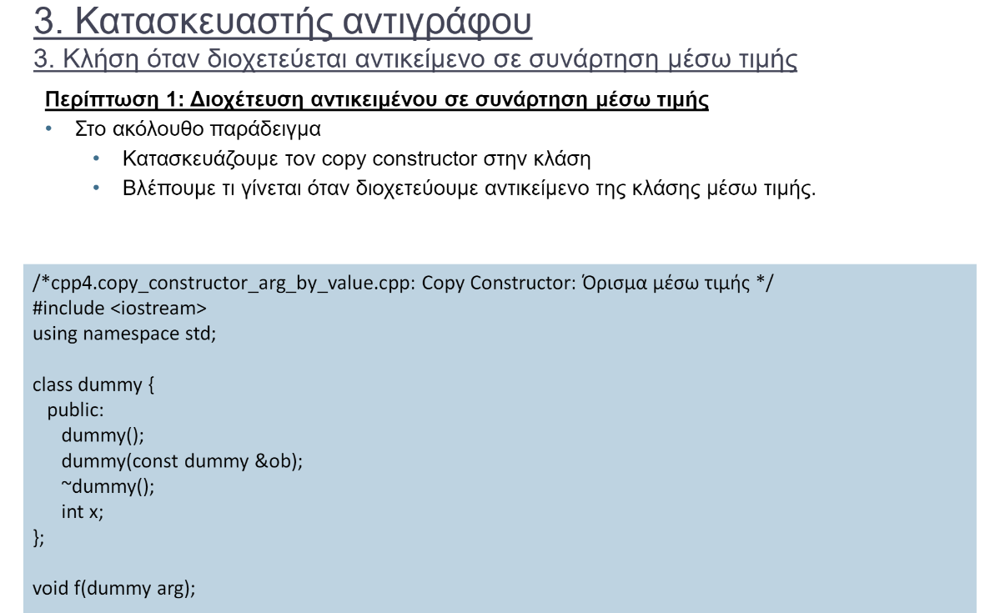 3. Κατασκευαστής αντιγράφου
3. Κλήση όταν διοχετεύεται αντικείμενο σε συνάρτηση μέσω τιμής
Περίπτωση 1: Διοχέτευση αντικειμένου σε συνάρτηση μέσω τιμής
• Στο ακόλουθο παράδειγμα
• Κατασκευάζουμε τον copy constructor στην κλάση
• Βλέπουμε τι γίνεται όταν διοχετεύουμε αντικείμενο της κλάσης μέσω τιμής.
/*cpp4.copy_constructor_arg_by_value.cpp: Copy Constructor: Όρισμα μέσω τιμής */
#include <iostream>
using namespace std;
class dummy {
public:
dummy();
dummy(const dummy &ob);
~dummy();
int x;
};
void f(dummy arg);